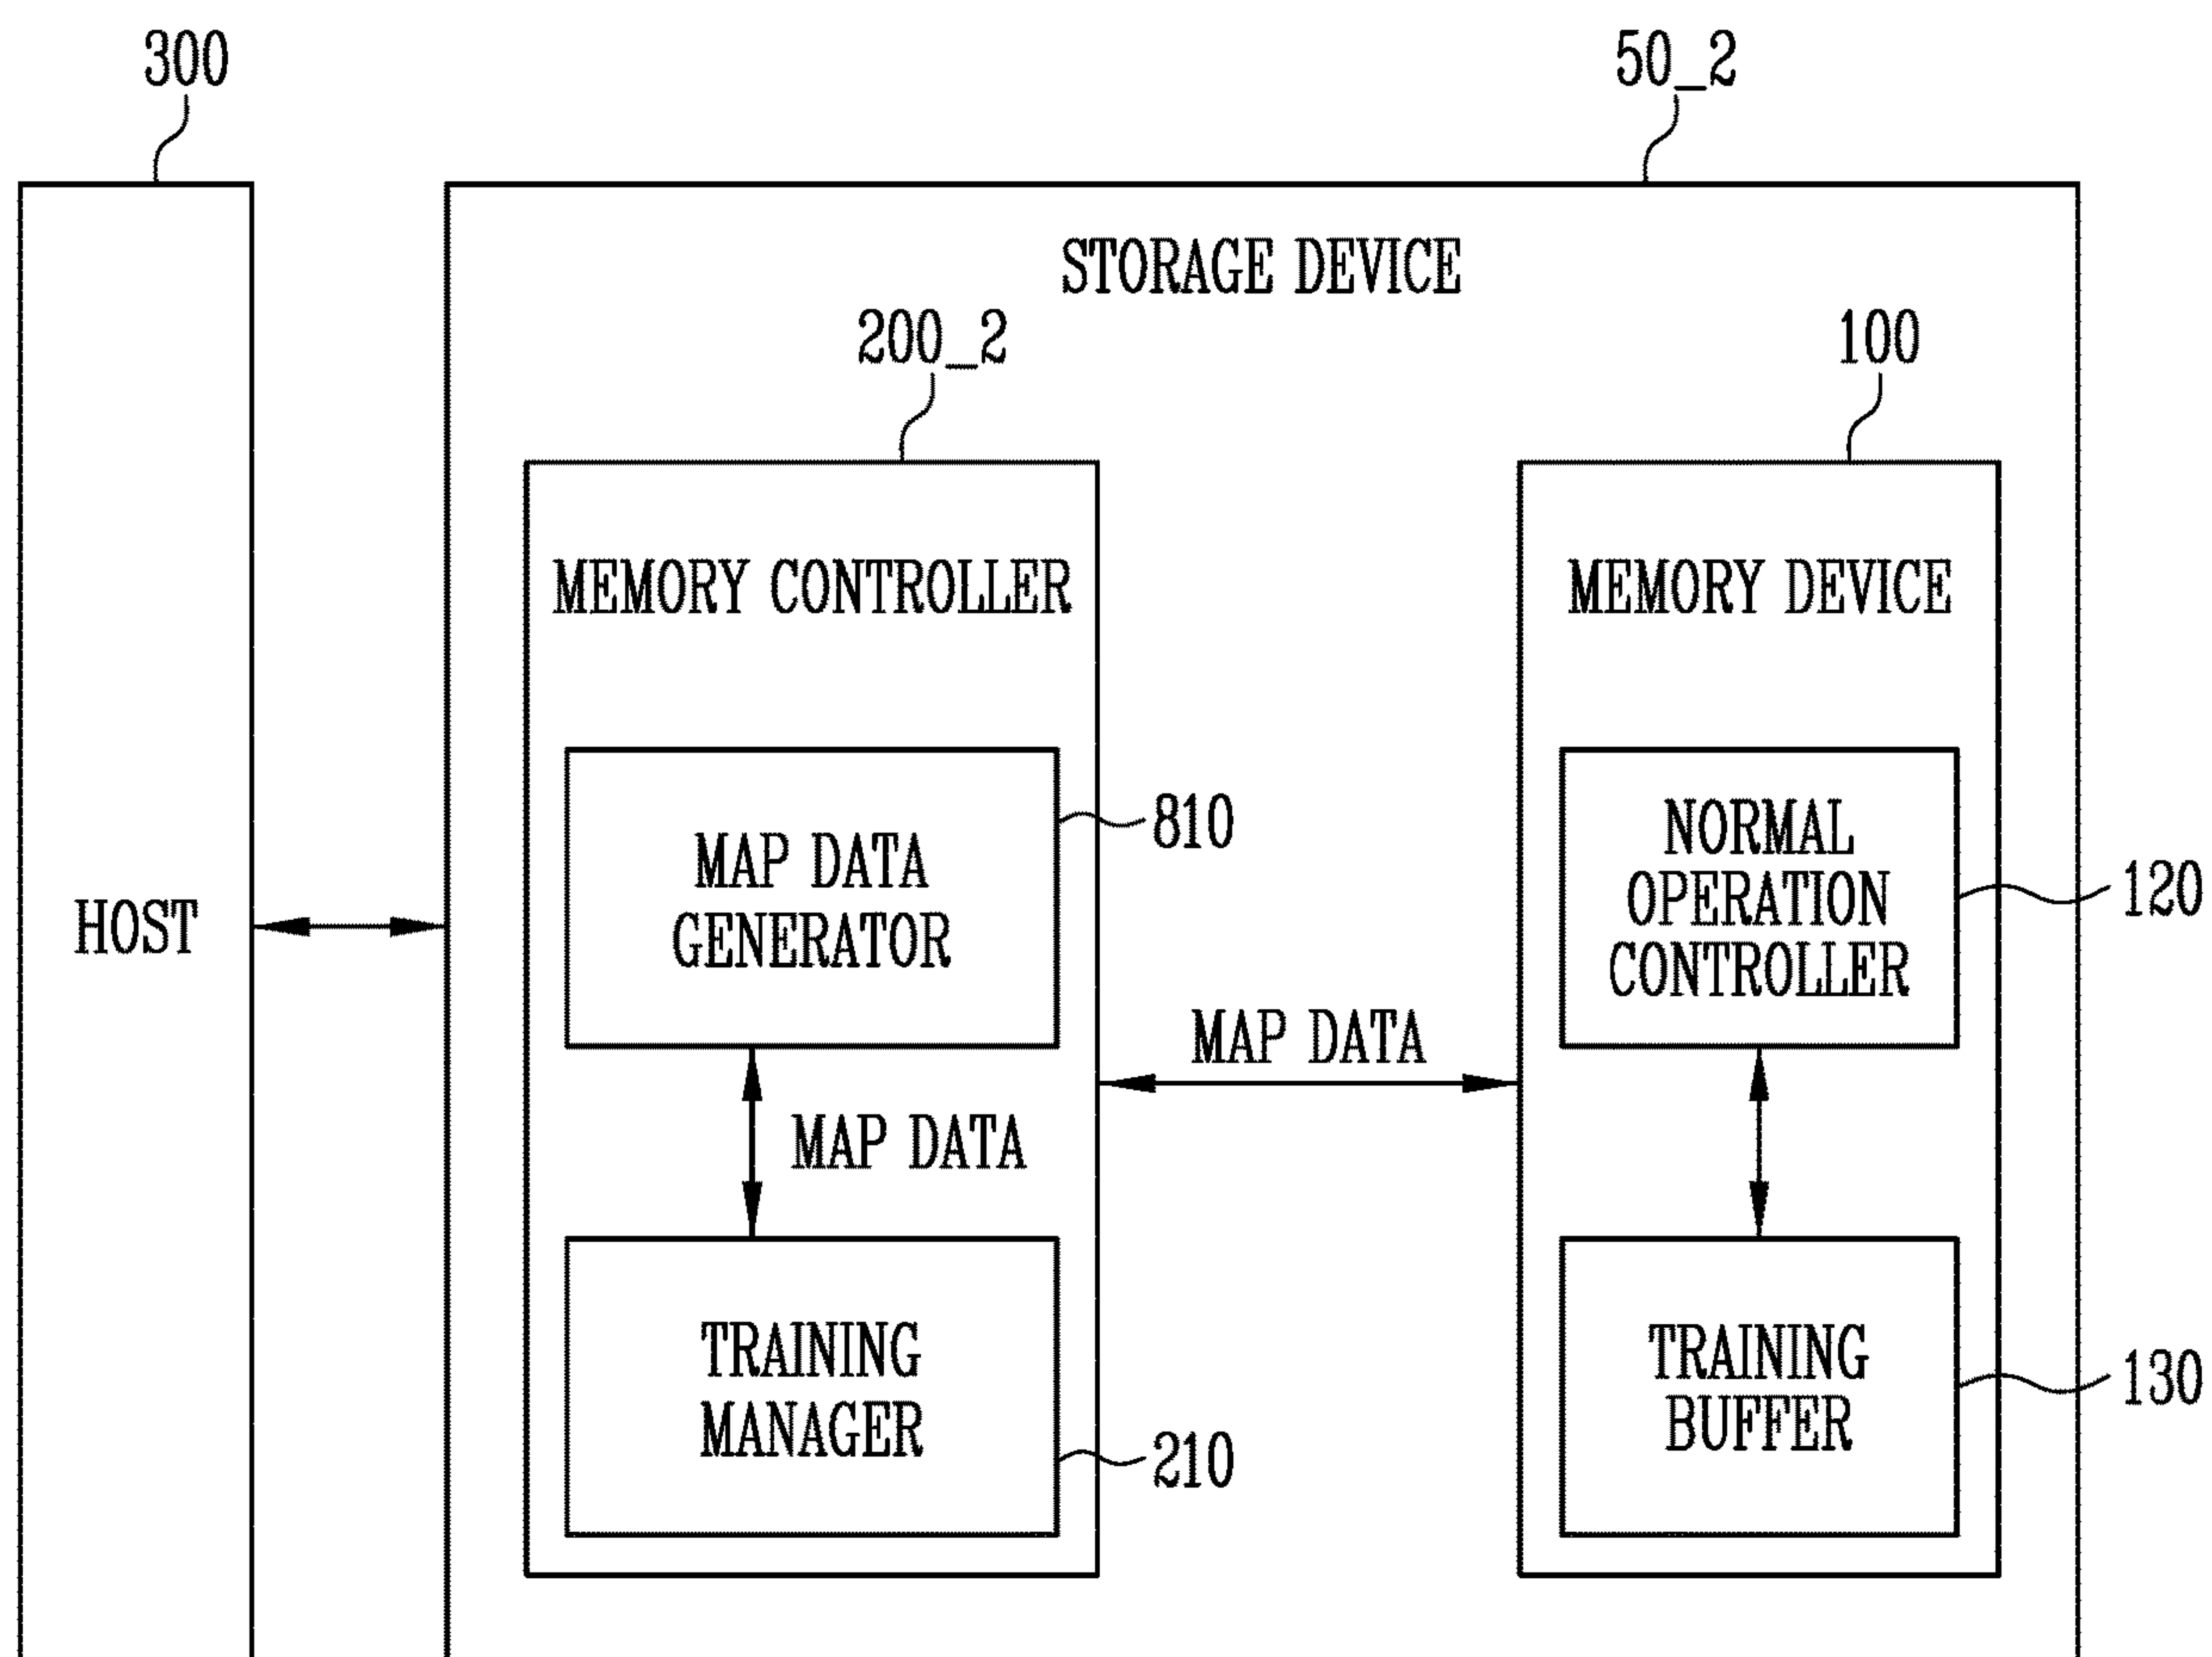 300
50_2
STORAGE DEVICE
200_2
100
MEMORY CONTROLLER
MEMORY DEVICE
810
MAP DATA
GENERATOR
NORMAL
OPERATION
CONTROLLER
120
HOST
MAP DATA
MAP DATA
TRAINING
MANAGER
210
TRAINING
BUFFER
130